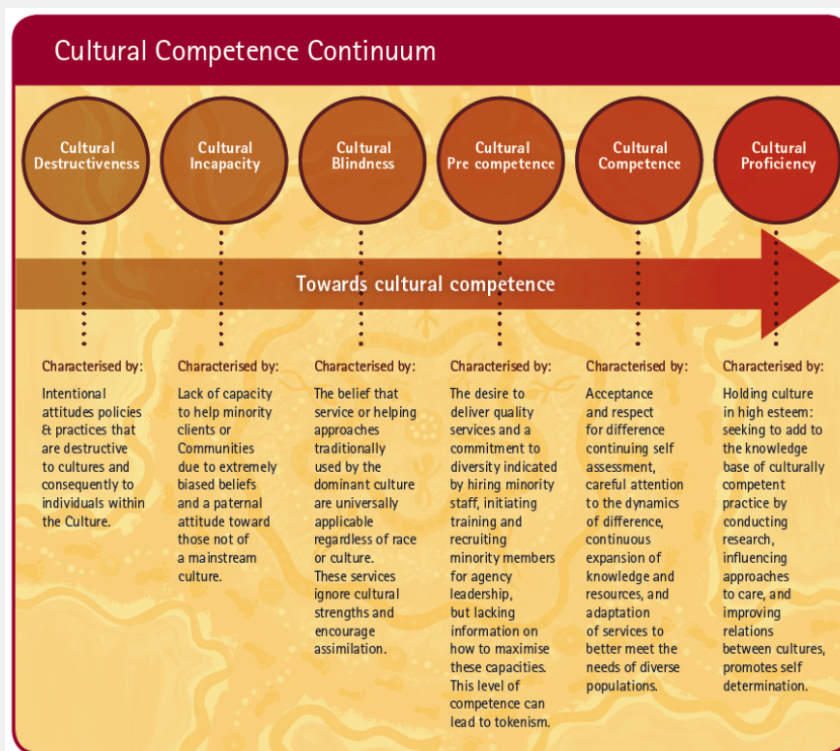 Cultural Competence Continuum
Cultural
Destructiveness
Cultural
Incapacity
Cultural
Blindness
Cultural
Pre competence
Cultural
Competence
Cultural
Proficiency
Towards cultural competence
Characterised by:
Intentional
attitudes policies
& practices that
are destructive
to cultures and
consequently to
individuals within
the Culture.
Characterised by:
Lack of capacity
to help minority
clients or
Communities
due to extremely
biased beliefs
and a paternal
attitude toward
those not of
a mainstream
culture.
Characterised by:
The belief that
service or helping
approaches
traditionally
used by the
dominant culture
are universally
applicable
regardless of race
or culture.
These services
ignore cultural
strengths and
encourage
assimilation.
Characterised by:
The desire to
deliver quality
services and a
commitment to
diversity indicated
by hiring minority
staff, initiating
training and
recruiting
minority members
for agency
leadership,
but lacking
information on
how to maximise
these capacities.
This level of
competence can
lead to tokenism.
Characterised by:
Acceptance
and respect
for difference
continuing self
assessment,
careful attention
to the dynamics
of difference,
continuous
expansion of
knowledge and
resources, and
adaptation
of services to
better meet the
needs of diverse
populations.
Characterised by:
Holding culture
in high esteem:
seeking to add to
the knowledge
base of culturally
competent
practice by
conducting
research,
influencing
approaches
to care, and
improving
relations
between cultures,
promotes self
determination.